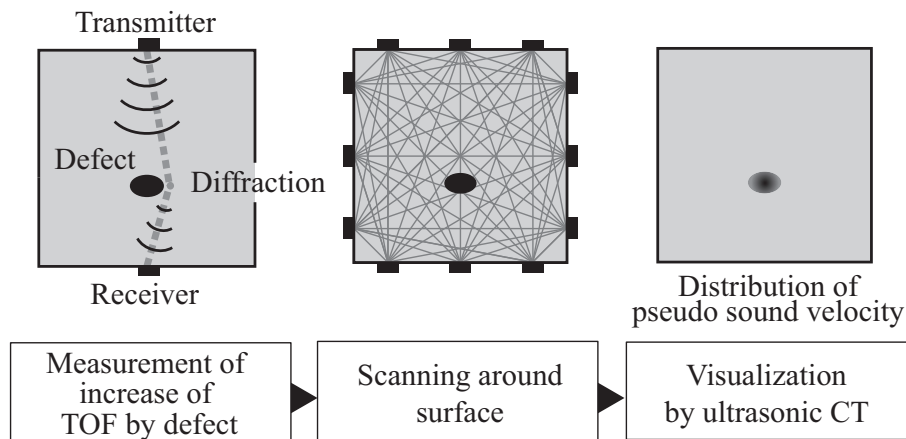 Transmitter
Defect
Diffraction
Receiver
Distribution of
pseudo sound velocity
Measurement of
increase of
TOF by defect
Scanning around
surface
Visualization
by ultrasonic CT